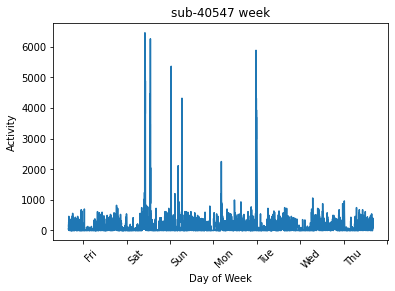 sub-40547 week
Activity
6000
5000
4000
3000
2000
1000
0
Fri
Sat
Sun
Mon
Tue
Wed
Thu
Day of Week